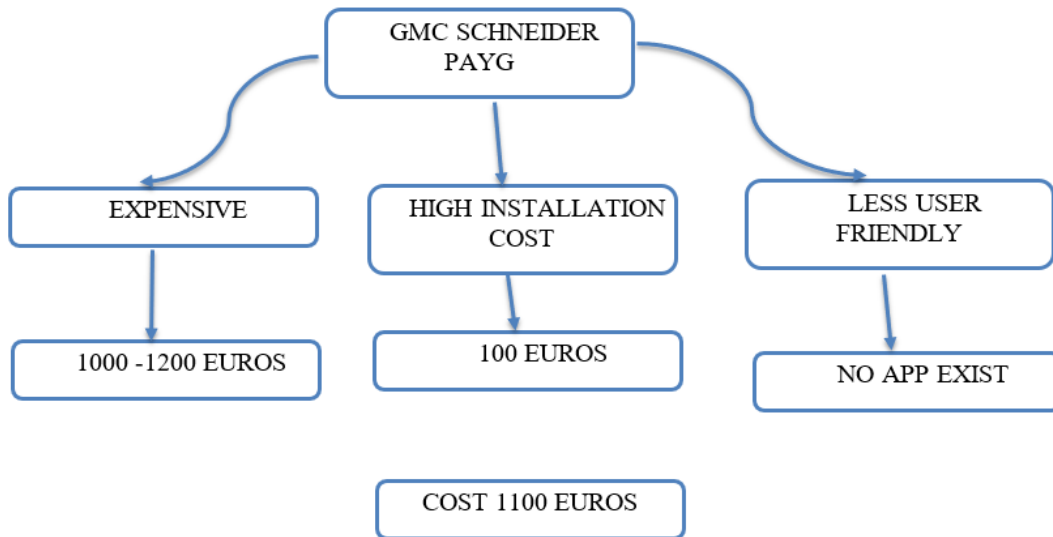 GMC SCHNEIDER
PAYG
EXPENSIVE
HIGH INSTALLATION
COST
LESS USER
FRIENDLY
1000 -1200 EUROS
100 EUROS
NO APP EXIST
COST 1100 EUROS